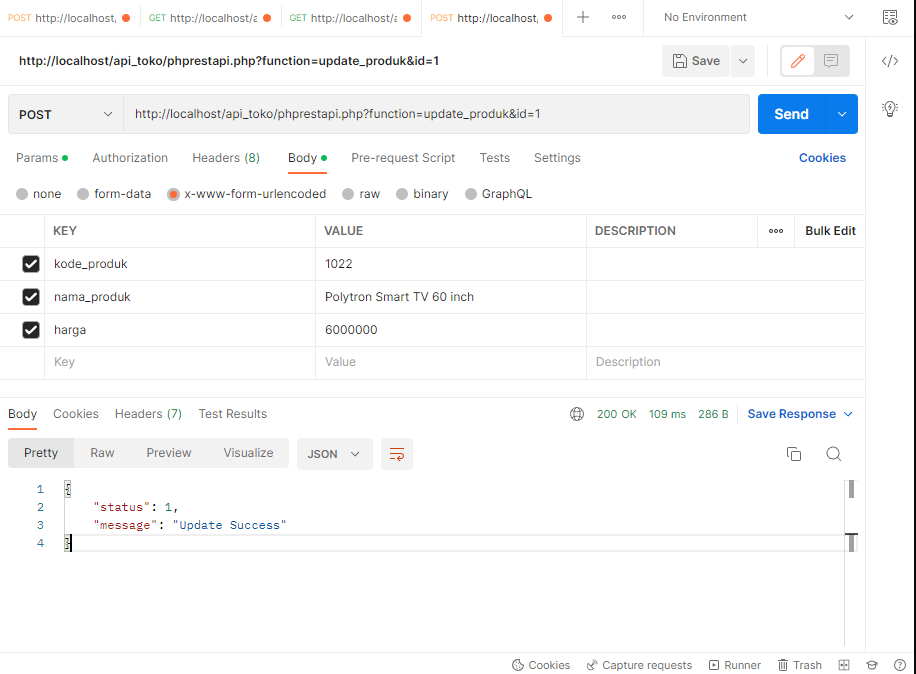 POST http://localhost, GET http://localhost/a GET http://localhost/a POST http://localhost, No Environment
http://localhost/api_toko/phprestapi.php?function=update_produk&id=1 Save
POST http://localhost/api_toko/phprestapi.php?function=update_produk&id=1 Send
Params Authorization Headers (8) Body Pre-request Script Tests Settings Cookies
none form-data x-www-form-urlencoded raw binary GraphQL
KEY VALUE DESCRIPTION Bulk Edit
kode_produk 1022
nama_produk Polytron Smart TV 60 inch
harga 6000000
Key Value Description
Body Cookies Headers (7) Test Results 200 OK 109 ms 286 B Save Response
Pretty Raw Preview Visualize JSON
1 {
2 "status": 1,
3 "message": "Update Success"
4 }
Cookies Capture requests Runner Trash